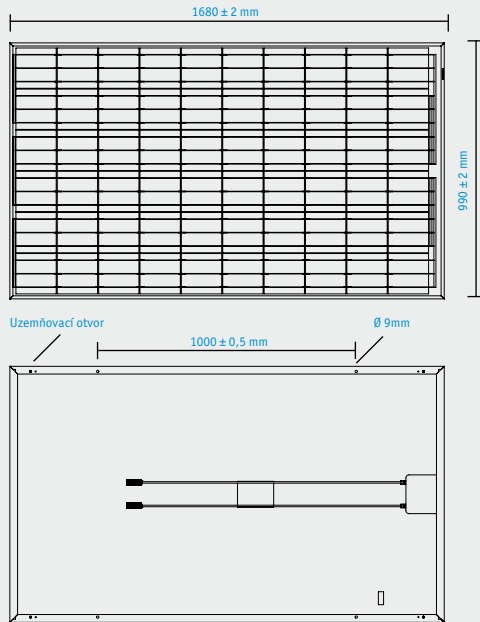 1680 ± 2 mm
990 ± 2 mm
Uzemňovací otvor
Ø 9mm
1000 ± 0,5 mm